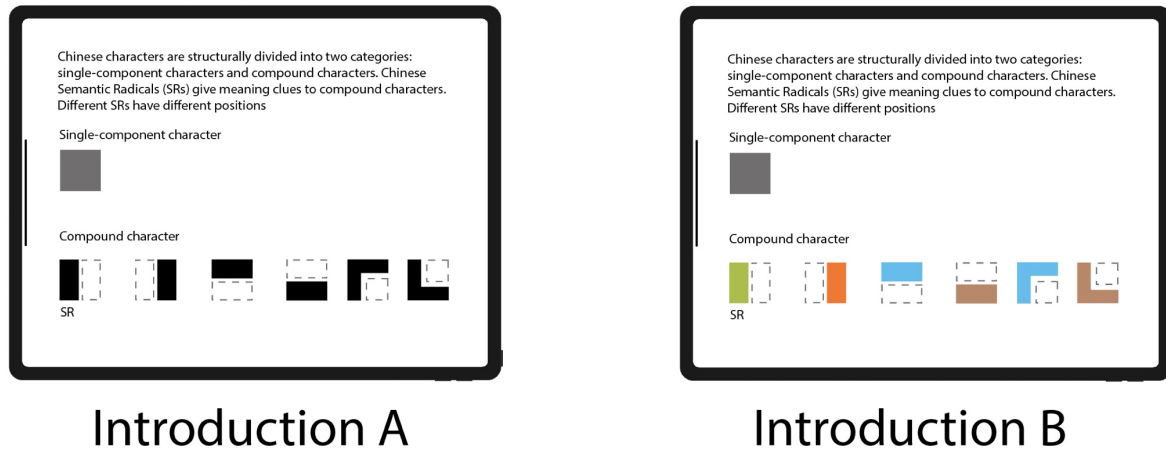 Chinese characters are structurally divided into two categories:
single-component characters and compound characters. Chinese
Semantic Radicals (SRs) give meaning clues to compound characters.
Different SRs have different positions
Single-component character
Compound character
SR
Introduction A
Chinese characters are structurally divided into two categories:
single-component characters and compound characters. Chinese
Semantic Radicals (SRs) give meaning clues to compound characters.
Different SRs have different positions
Single-component character
Compound character
SR
Introduction B